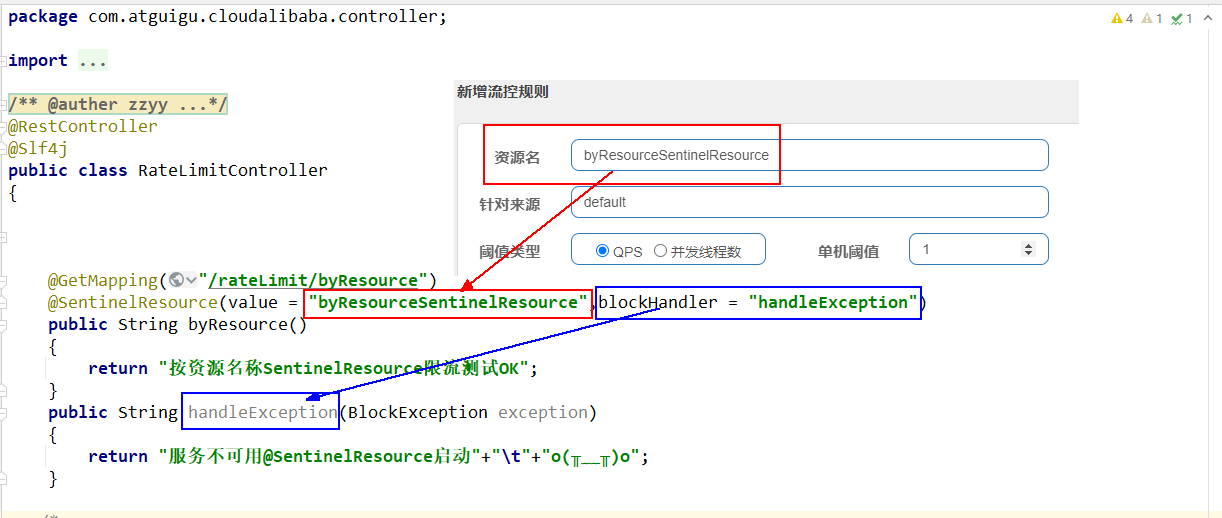 package com.atguigu.cloudalibaba.controller;
4 1 1
import ...
/** @auther zzyy ...*/
@RestController
@Slf4j
public class RateLimitController
{
新增流控规则
资源名 byResourceSentinelResource
针对来源 default
阈值类型 QPS 并发线程数 单机阈值 1
@GetMapping("/rateLimit/byResource")
@SentinelResource(value = "byResourceSentinelResource",blockHandler = "handleException")
public String byResource()
{
return "按资源名称SentinelResource限流测试OK";
}
public String handleException(BlockException exception)
{
return "服务不可用@SentinelResource启动"+"\t"+"o(╥﹏╥)o";
}
/*